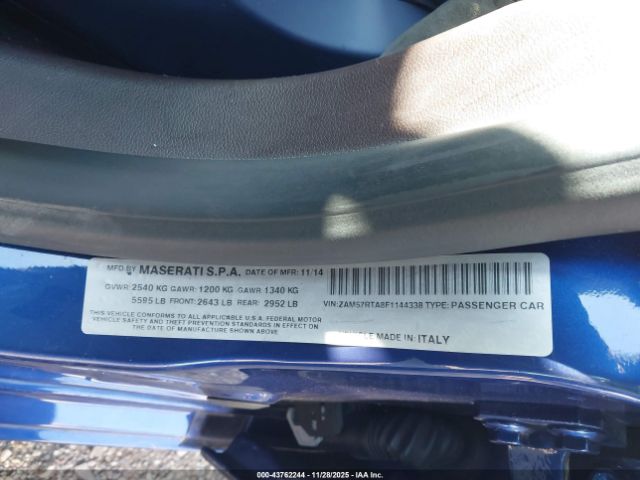 MFD BY MASERATI S.P.A. DATE OF MFR: 11/14
GVWR: 2540 KG GAWR: 1200 KG GAWR: 1340 KG
5595 LB FRONT: 2643 LB REAR: 2952 LB
THIS VEHICLE CONFORMS TO ALL APPLICABLE U.S.A. FEDERAL MOTOR
VEHICLE SAFETY BUMPER AND THEFT PREVENTION STANDARDS IN EFFECT ON
THE DATE OF MANUFACTURE SHOWN ABOVE
VIN: ZAM57RTA8F1144338 TYPE: PASSENGER CAR
VEHICLE MADE IN: ITALY
000-43762244 | 11/28/2025 | IAA Inc.